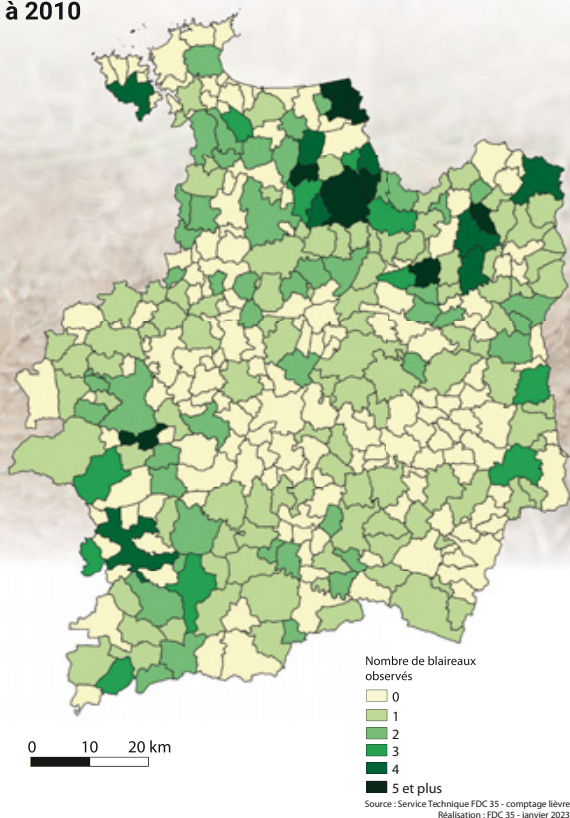 à 2010
Nombre de blaireaux
observés
0
1
2
3
4
5 et plus
0 10 20 km
Source : Service Technique FDC 35 - comptage lièvre
Réalisation : FDC 35 - janvier 2023